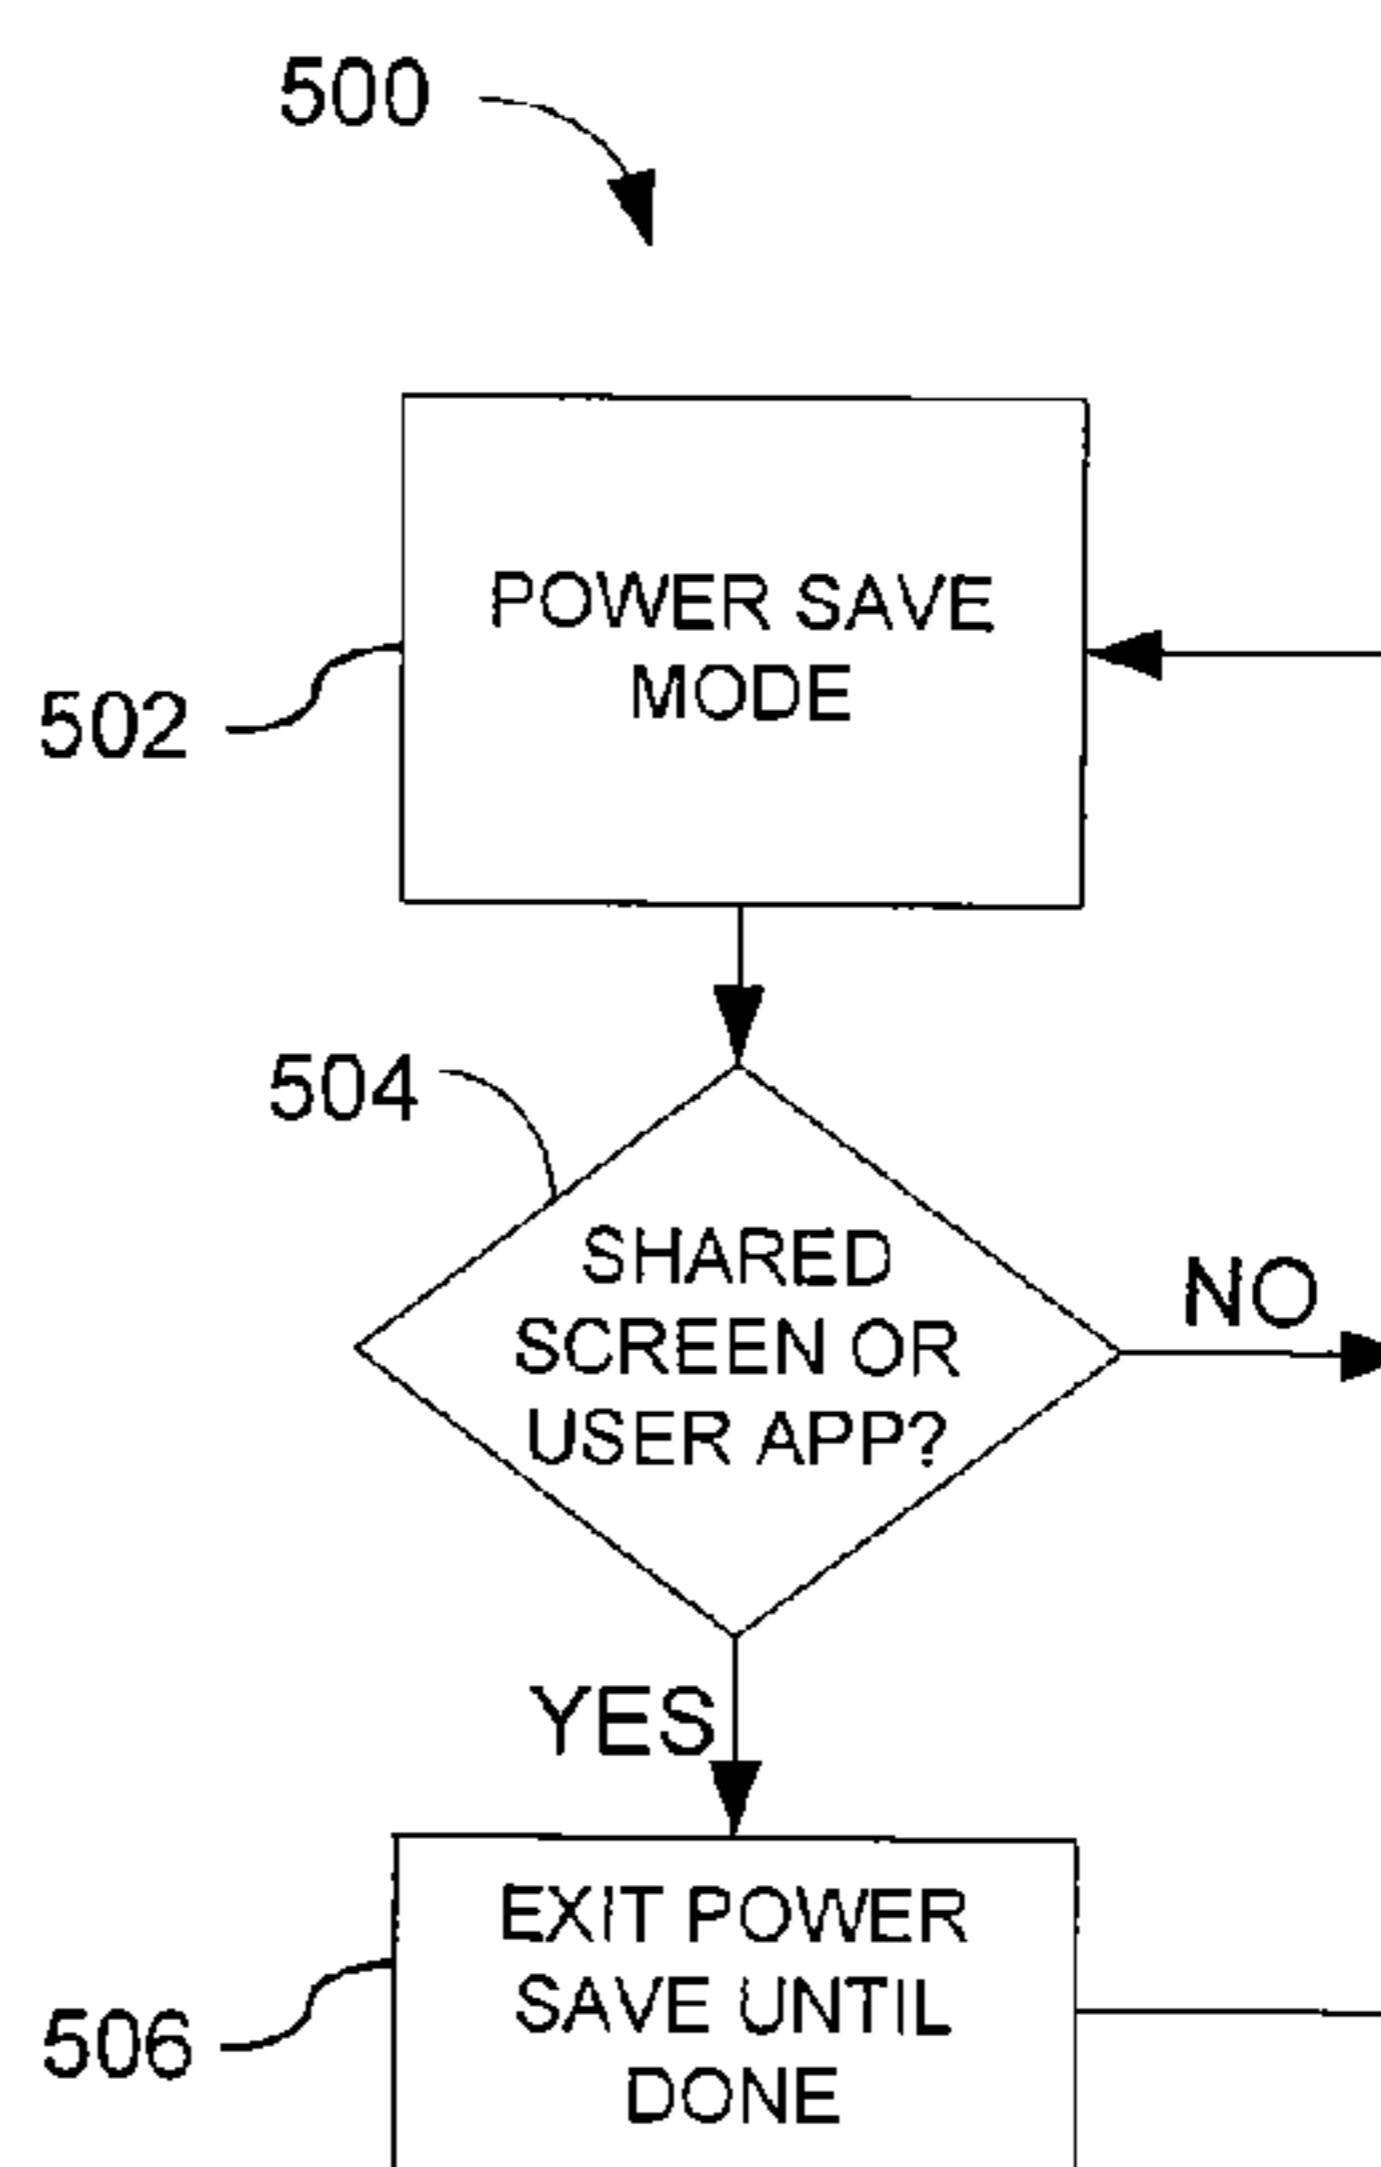 500
POWER SAVE
MODE
502
504
SHARED
SCREEN OR
USER APP?
NO
YES
EXIT POWER
SAVE UNTIL
DONE
506